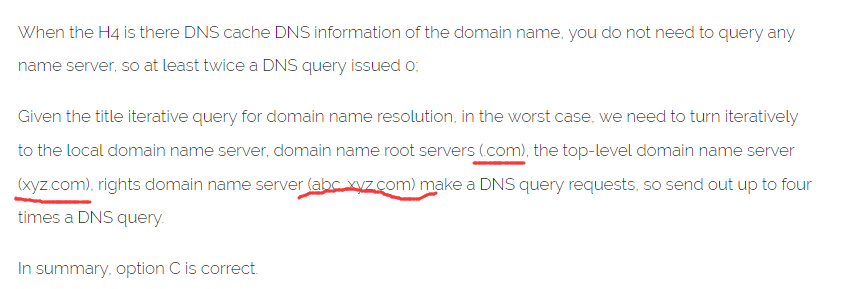 When the H4 is there DNS cache DNS information of the domain name, you do not need to query any
name server, so at least twice a DNS query issued 0;
Given the title iterative query for domain name resolution, in the worst case, we need to turn iteratively
to the local domain name server, domain name root servers (.com), the top-level domain name server
(xyz.com), rights domain name server (abc.xyz.com) make a DNS query requests, so send out up to four
times a DNS query.
In summary, option C is correct.